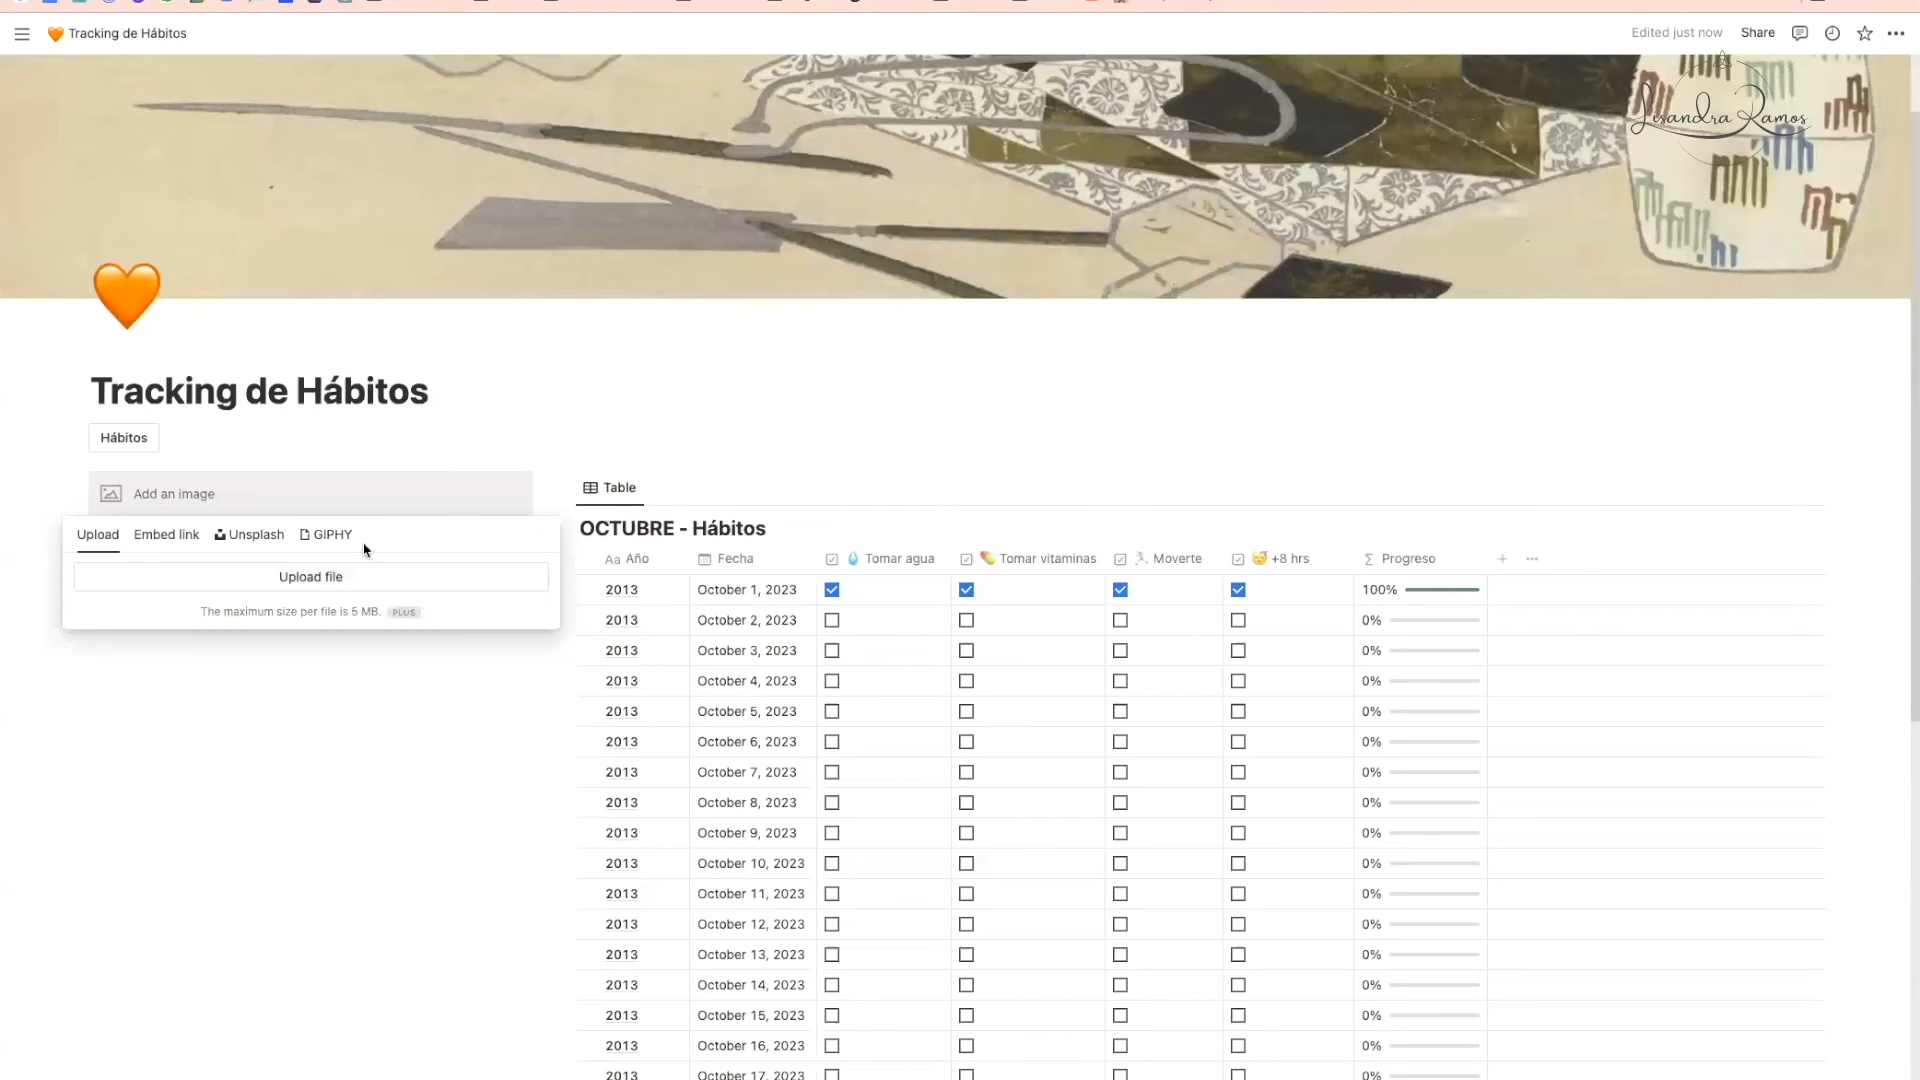 Tracking de Hábitos
Edited just now Share
Lisandra Ramos
Tracking de Hábitos
Hábitos
Add an image
Upload Embed link Unsplash GIPHY
Upload file
The maximum size per file is 5 MB. PLUS
Table
OCTUBRE - Hábitos
Aa Año Fecha Tomar agua Tomar vitaminas Moverte +8 hrs Σ Progreso
2013 October 1, 2023 100%
2013 October 2, 2023 0%
2013 October 3, 2023 0%
2013 October 4, 2023 0%
2013 October 5, 2023 0%
2013 October 6, 2023 0%
2013 October 7, 2023 0%
2013 October 8, 2023 0%
2013 October 9, 2023 0%
2013 October 10, 2023 0%
2013 October 11, 2023 0%
2013 October 12, 2023 0%
2013 October 13, 2023 0%
2013 October 14, 2023 0%
2013 October 15, 2023 0%
2013 October 16, 2023 0%
2013 October 17, 2023 0%